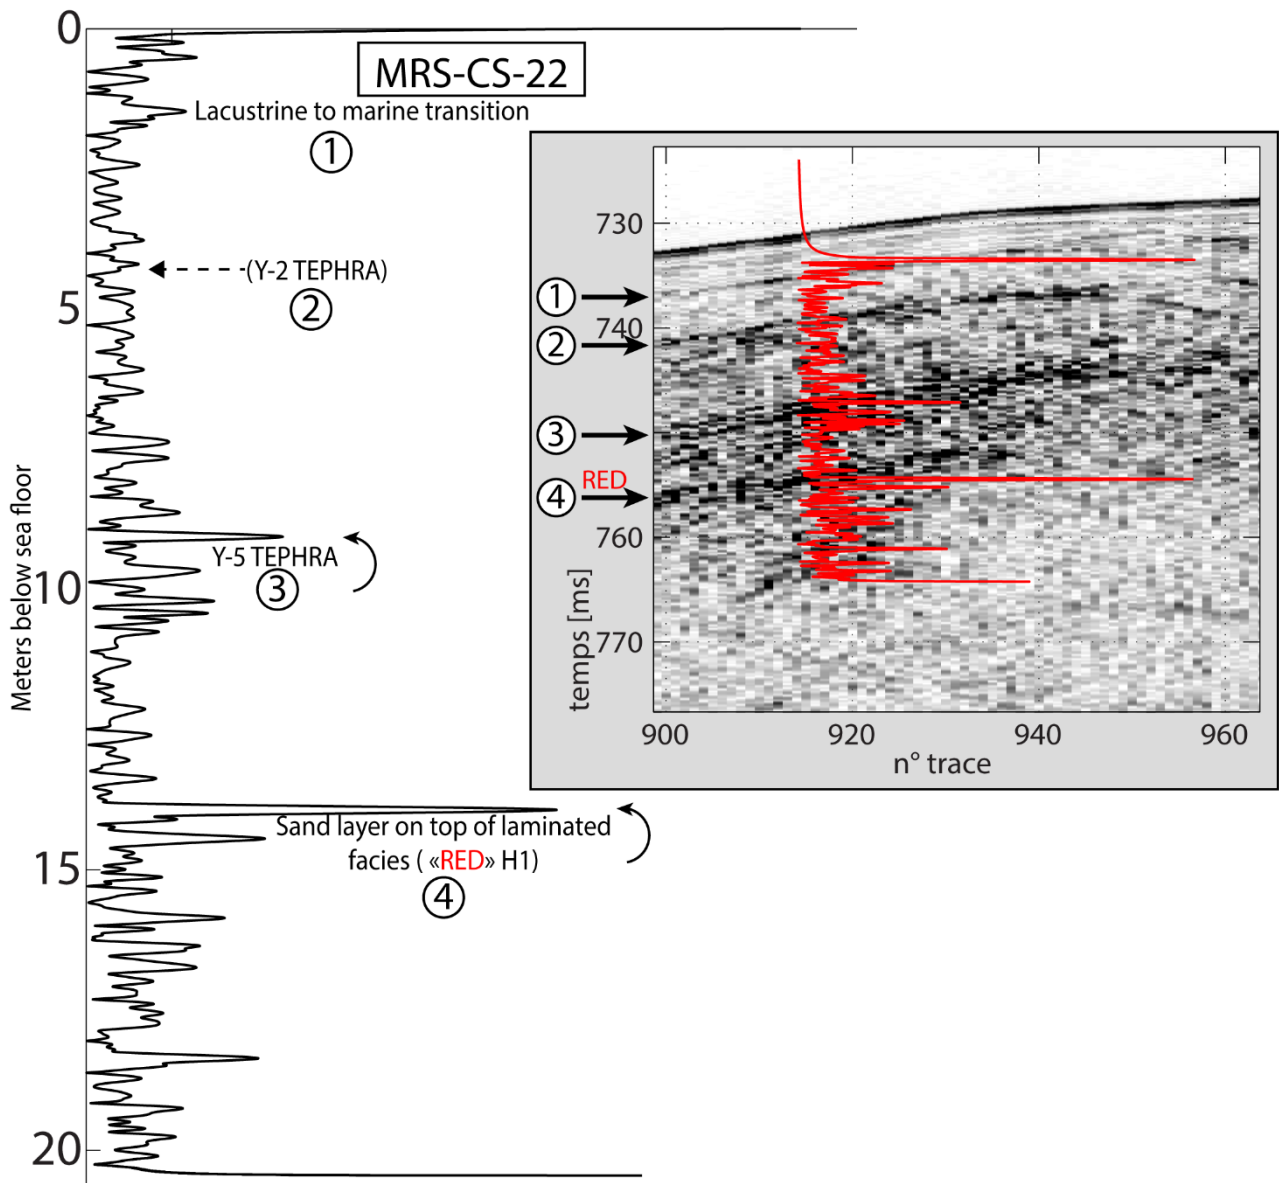 0
MRS-CS-22
Lacustrine to marine transition
1
(Y-2 TEPHRA)
2
5
Y-5 TEPHRA
3
10
Meters below sea floor
Sand layer on top of laminated
facies ( «RED» H1)
4
15
20
730
1
740
2
3
RED
4
760
770
temps [ms]
900 920 940 960
n° trace